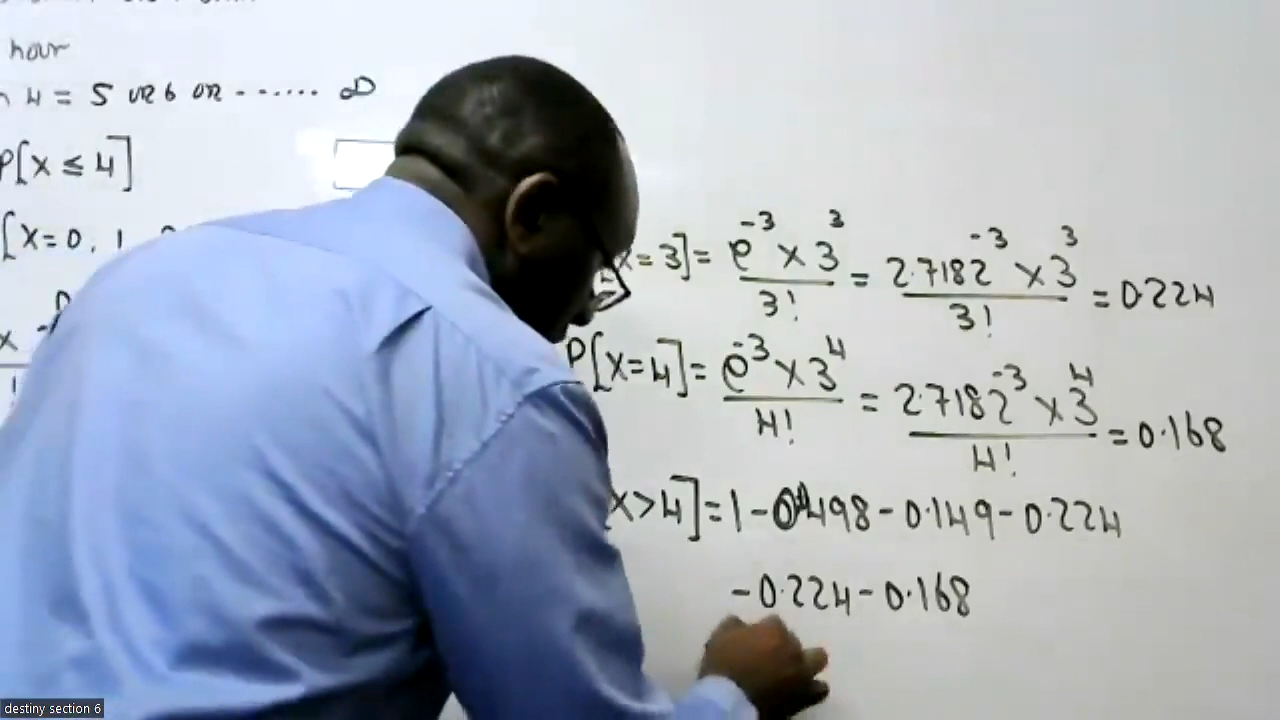 hour
4 = 5 OR 6 OR ...... ∞
P[x ≤ 4]
[x=0, 1
x = 3] = e^-3 x 3^3 / 3! = 2.7182^-3 x 3^3 / 3! = 0.224
P[x=4] = e^-3 x 3^4 / 4! = 2.7182^-3 x 3^4 / 4! = 0.168
x>4] = 1 - 0.0498 - 0.149 - 0.224
- 0.224 - 0.168
destiny section 6